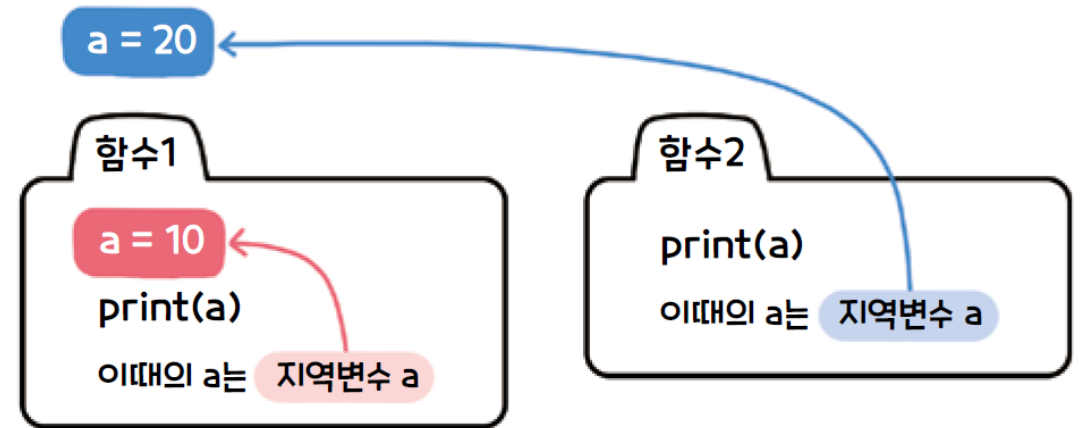 a = 20
함수1
a = 10
print(a)
이때의 a는 지역변수 a
함수2
print(a)
이때의 a는 지역변수 a